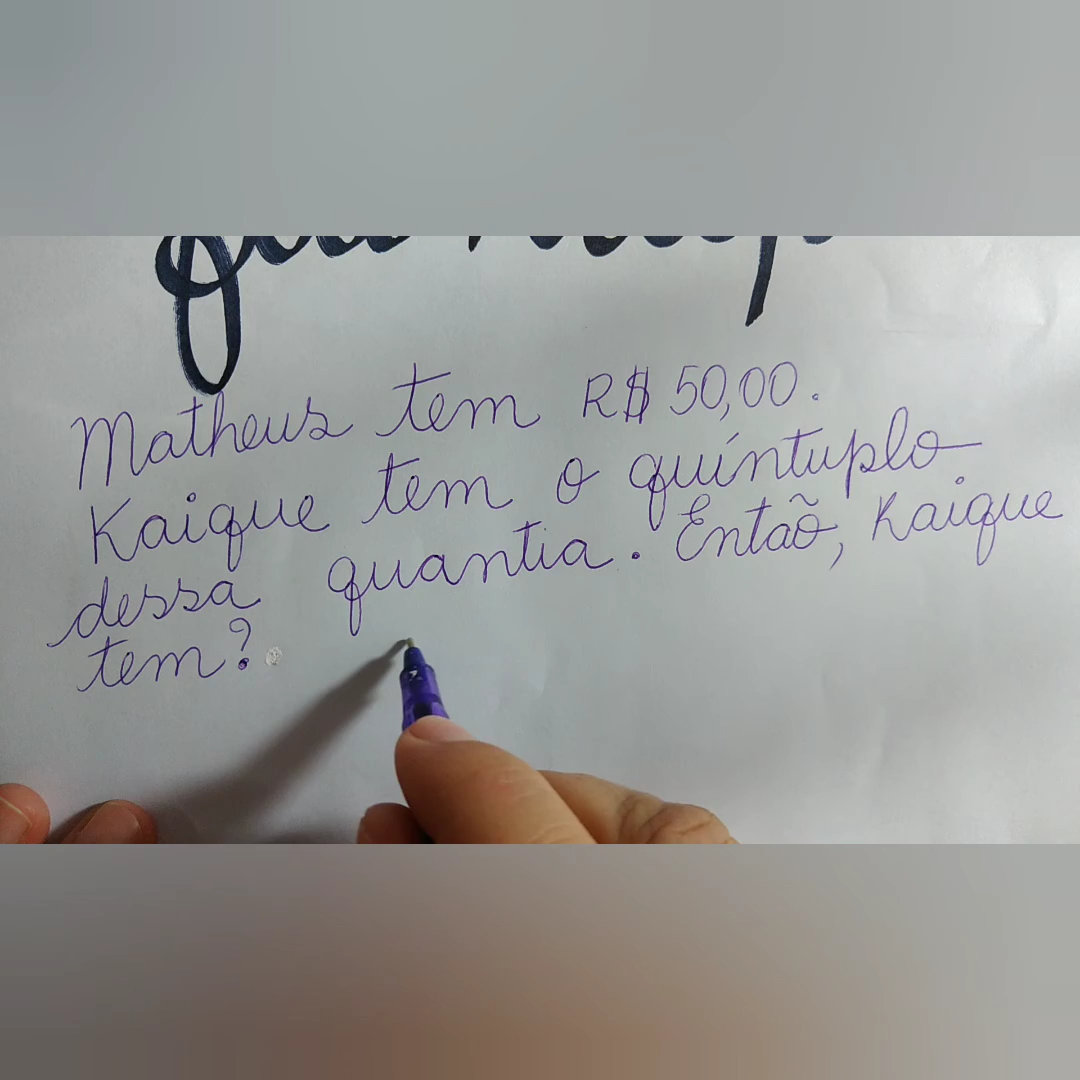 Matheus tem R$ 50,00.
Kaique tem o quíntuplo
dessa quantia. Então, Kaique
tem?